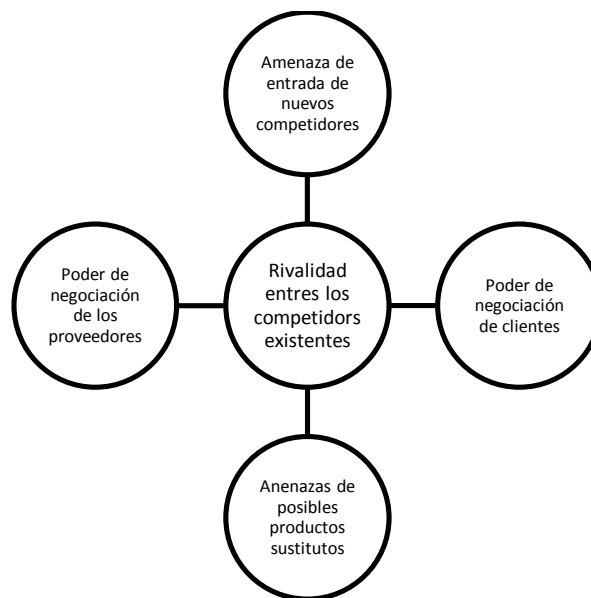 Amenaza de
entrada de
nuevos
competidores
Poder de
negociación
de los
proveedores
Rivalidad
entres los
competidors
existentes
Poder de
negociación
de clientes
Anenazas de
posibles
productos
sustitutos